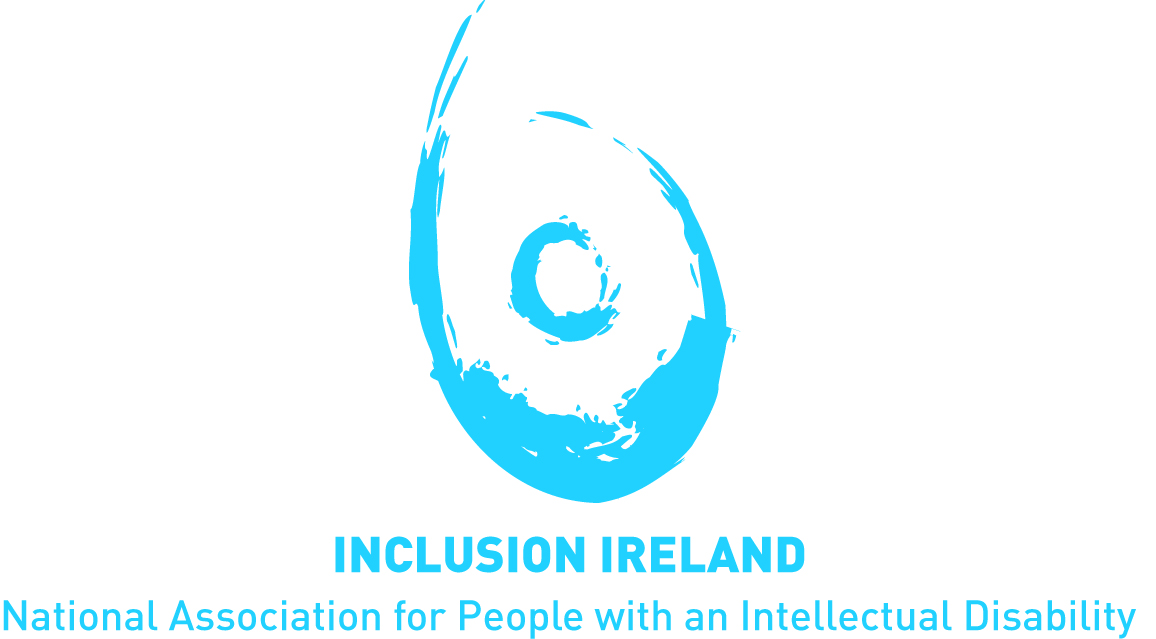 INCLUSION IRELAND
National Association for People with an Intellectual Disability